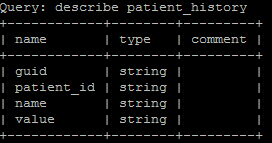 Query: describe patient_history
+------------+--------+---------+
| name       | type   | comment |
+------------+--------+---------+
| guid       | string |         |
| patient_id | string |         |
| name       | string |         |
| value      | string |         |
+------------+--------+---------+